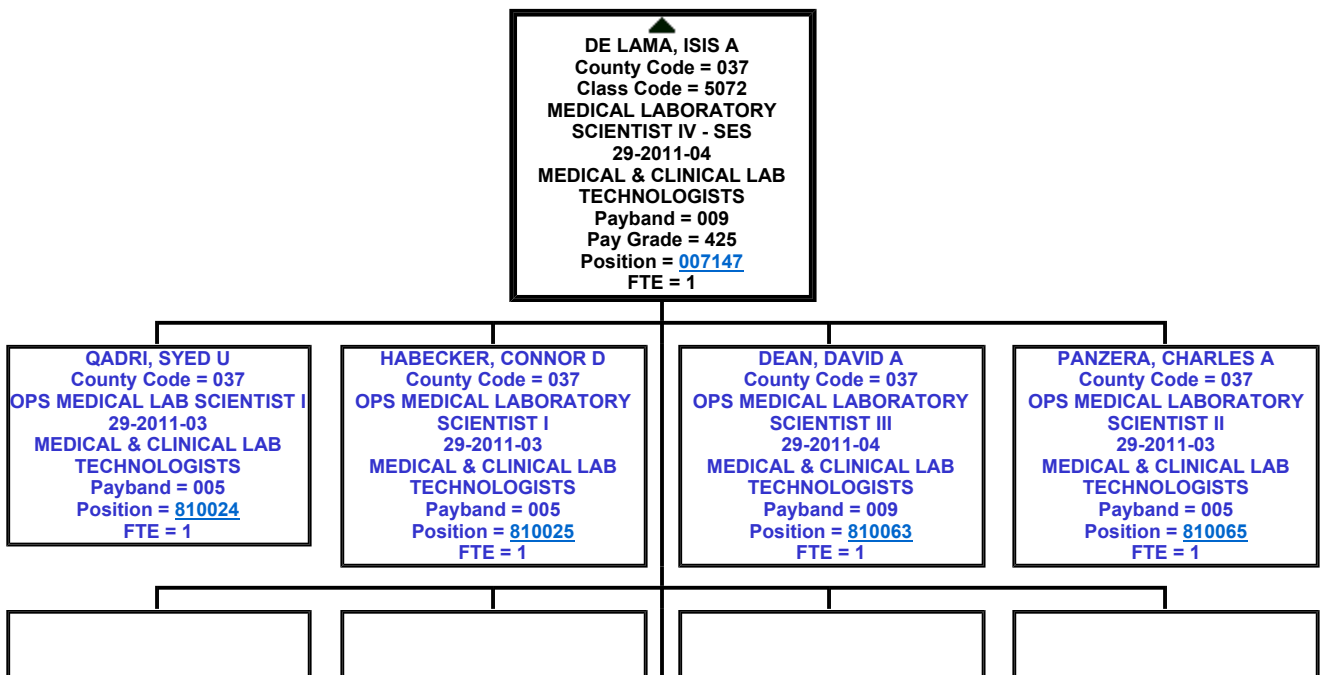 DE LAMA, ISIS A
County Code = 037
Class Code = 5072
MEDICAL LABORATORY
SCIENTIST IV - SES
29-2011-04
MEDICAL & CLINICAL LAB
TECHNOLOGISTS
Payband = 009
Pay Grade = 425
Position = 007147
FTE = 1
QADRI, SYED U
County Code = 037
OPS MEDICAL LAB SCIENTIST I
29-2011-03
MEDICAL & CLINICAL LAB
TECHNOLOGISTS
Payband = 005
Position = 810024
FTE = 1
HABECKER, CONNOR D
County Code = 037
OPS MEDICAL LABORATORY
SCIENTIST I
29-2011-03
MEDICAL & CLINICAL LAB
TECHNOLOGISTS
Payband = 005
Position = 810025
FTE = 1
DEAN, DAVID A
County Code = 037
OPS MEDICAL LABORATORY
SCIENTIST III
29-2011-04
MEDICAL & CLINICAL LAB
TECHNOLOGISTS
Payband = 009
Position = 810063
FTE = 1
PANZERA, CHARLES A
County Code = 037
OPS MEDICAL LABORATORY
SCIENTIST II
29-2011-03
MEDICAL & CLINICAL LAB
TECHNOLOGISTS
Payband = 005
Position = 810065
FTE = 1